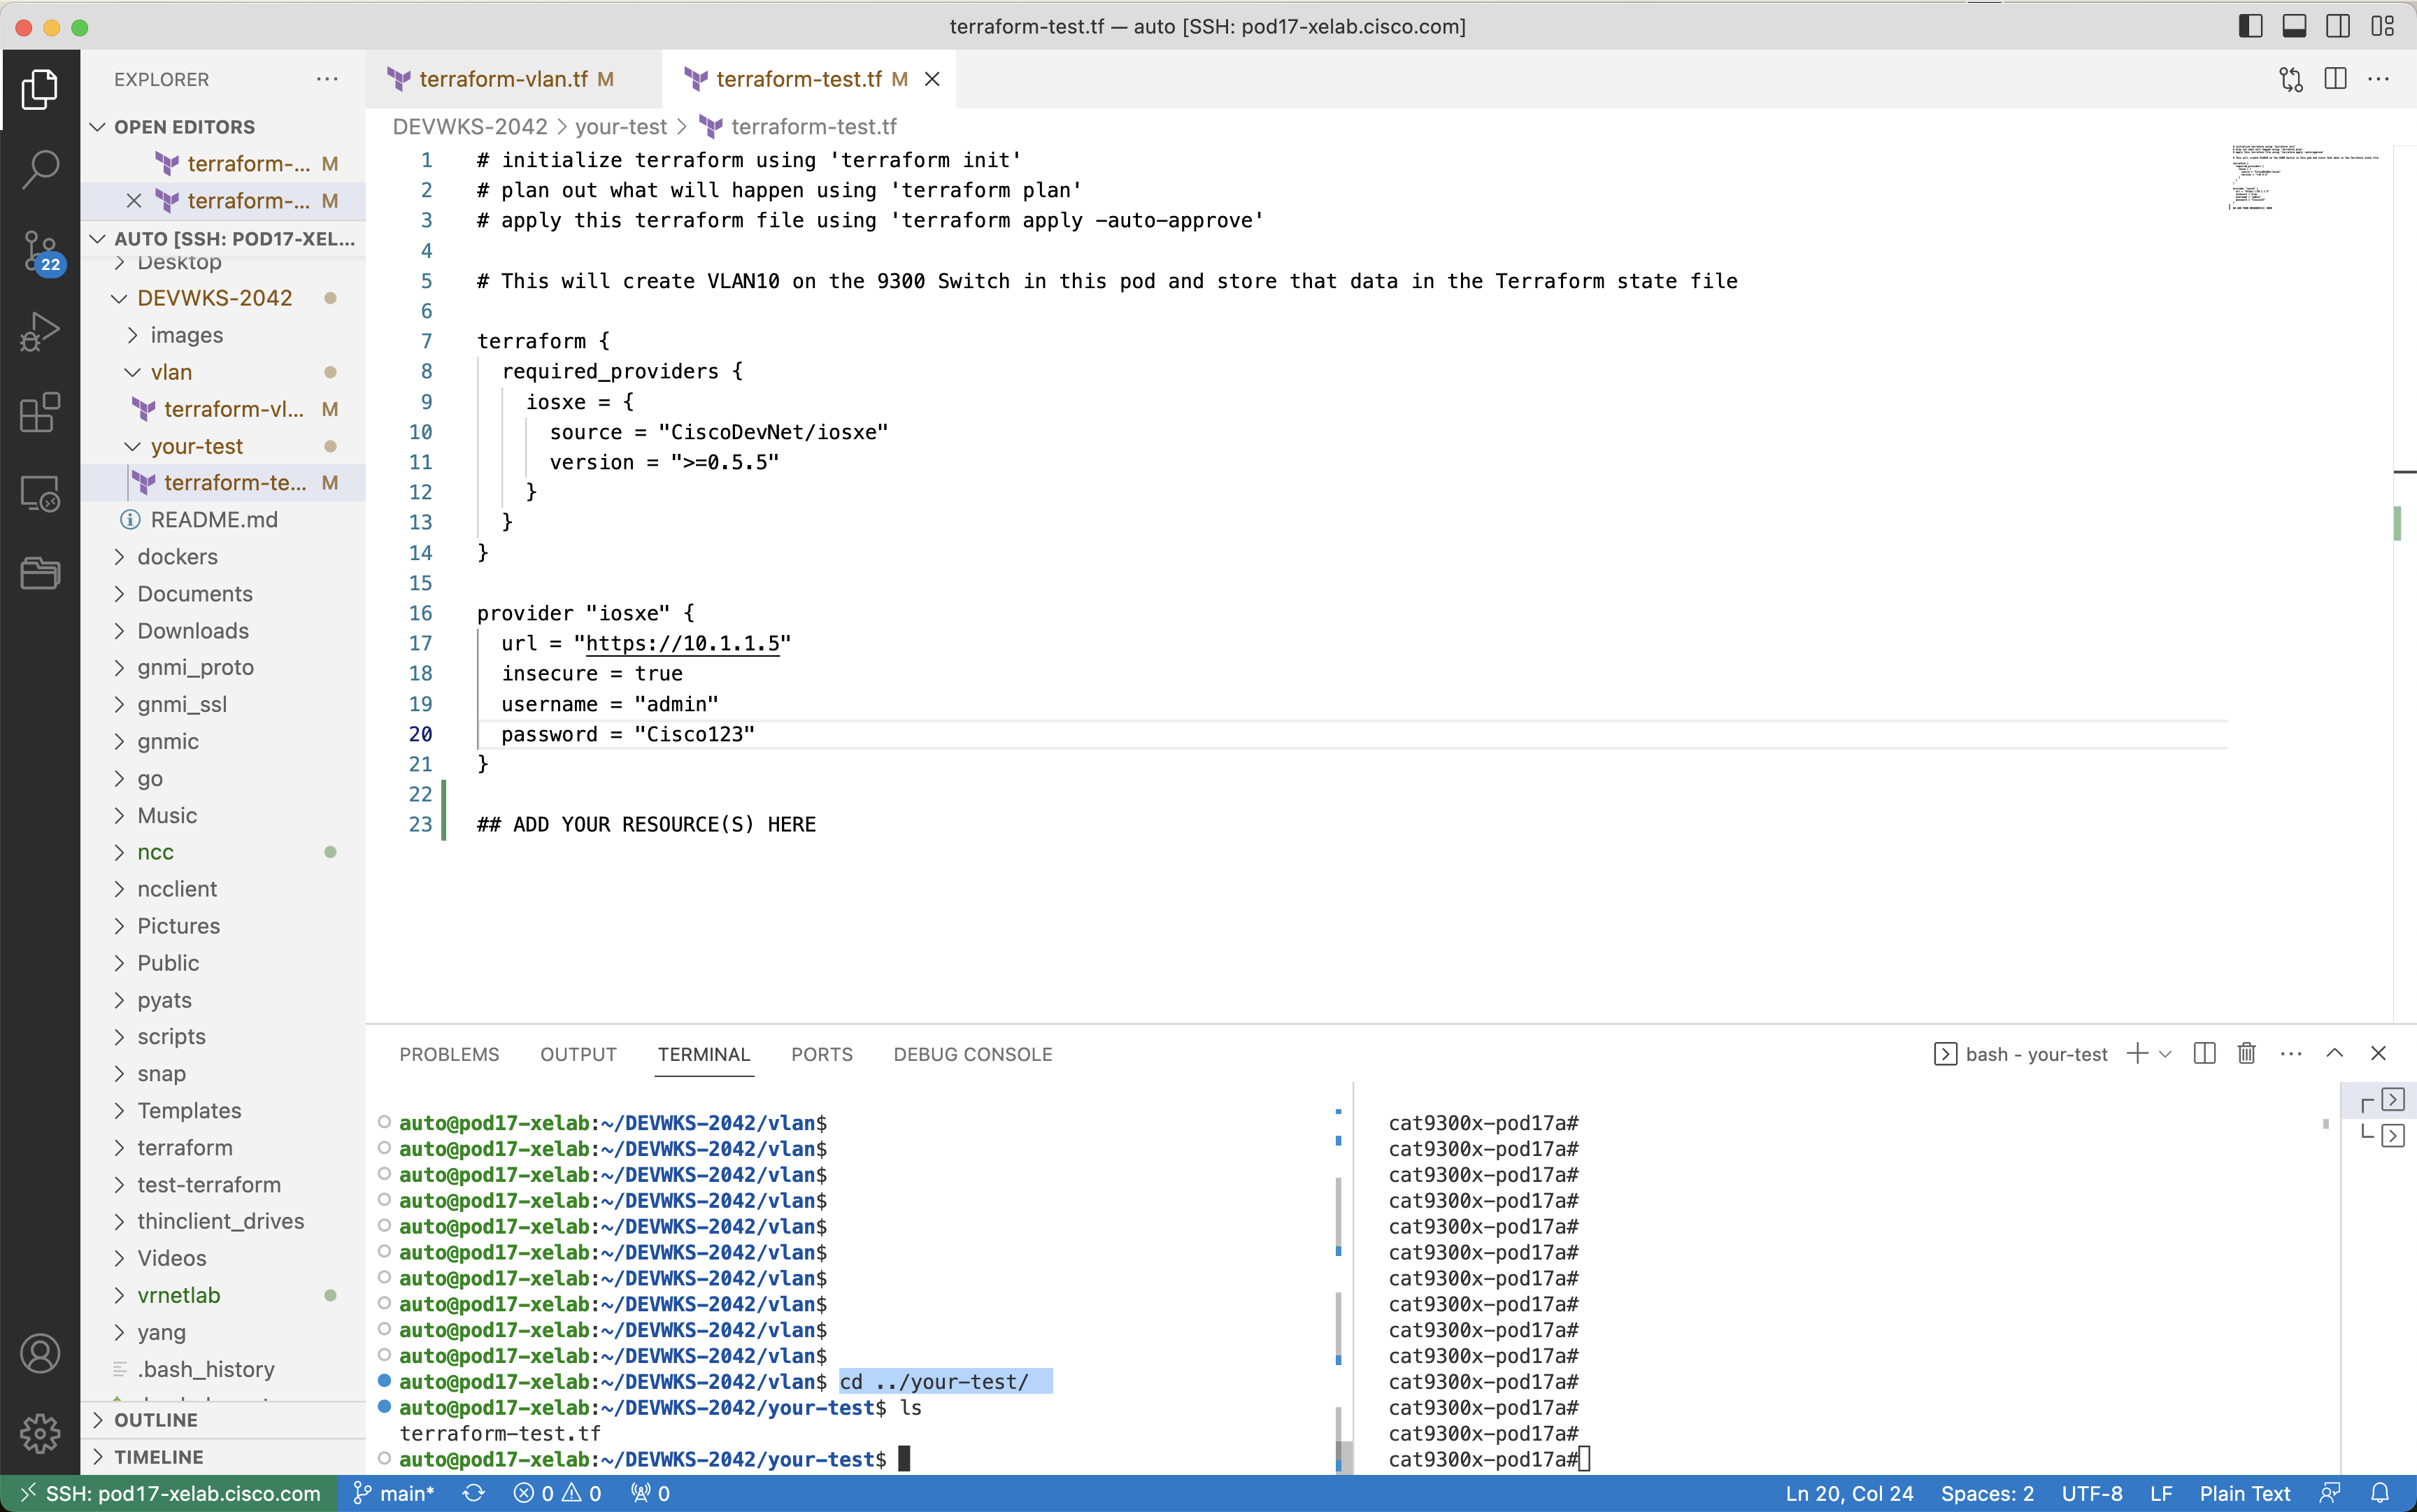 terraform-test.tf — auto [SSH: pod17-xelab.cisco.com]
EXPLORER
OPEN EDITORS
terraform-... M
terraform-... M
AUTO [SSH: POD17-XEL...
Desktop
DEVWKS-2042
images
vlan
terraform-vl... M
your-test
terraform-te... M
README.md
dockers
Documents
Downloads
gnmi_proto
gnmi_ssl
gnmic
go
Music
ncc
ncclient
Pictures
Public
pyats
scripts
snap
Templates
terraform
test-terraform
thinclient_drives
Videos
vrnetlab
yang
.bash_history
OUTLINE
TIMELINE
22
terraform-vlan.tf M
terraform-test.tf M
DEVWKS-2042 > your-test > terraform-test.tf
1 # initialize terraform using 'terraform init'
2 # plan out what will happen using 'terraform plan'
3 # apply this terraform file using 'terraform apply -auto-approve'
4
5 # This will create VLAN10 on the 9300 Switch in this pod and store that data in the Terraform state file
6
7 terraform {
8 required_providers {
9 iosxe = {
10 source = "CiscoDevNet/iosxe"
11 version = ">=0.5.5"
12 }
13 }
14 }
15
16 provider "iosxe" {
17 url = "https://10.1.1.5"
18 insecure = true
19 username = "admin"
20 password = "Cisco123"
21 }
22
23 ## ADD YOUR RESOURCE(S) HERE
PROBLEMS OUTPUT TERMINAL PORTS DEBUG CONSOLE
bash - your-test
auto@pod17-xelab:~/DEVWKS-2042/vlan$
auto@pod17-xelab:~/DEVWKS-2042/vlan$
auto@pod17-xelab:~/DEVWKS-2042/vlan$
auto@pod17-xelab:~/DEVWKS-2042/vlan$
auto@pod17-xelab:~/DEVWKS-2042/vlan$
auto@pod17-xelab:~/DEVWKS-2042/vlan$
auto@pod17-xelab:~/DEVWKS-2042/vlan$
auto@pod17-xelab:~/DEVWKS-2042/vlan$
auto@pod17-xelab:~/DEVWKS-2042/vlan$
auto@pod17-xelab:~/DEVWKS-2042/vlan$
auto@pod17-xelab:~/DEVWKS-2042/vlan$ cd ../your-test/
auto@pod17-xelab:~/DEVWKS-2042/your-test$ ls
terraform-test.tf
auto@pod17-xelab:~/DEVWKS-2042/your-test$
cat9300x-pod17a#
cat9300x-pod17a#
cat9300x-pod17a#
cat9300x-pod17a#
cat9300x-pod17a#
cat9300x-pod17a#
cat9300x-pod17a#
cat9300x-pod17a#
cat9300x-pod17a#
cat9300x-pod17a#
cat9300x-pod17a#
cat9300x-pod17a#
cat9300x-pod17a#
cat9300x-pod17a#
SSH: pod17-xelab.cisco.com main* 0 0 0 Ln 20, Col 24 Spaces: 2 UTF-8 LF Plain Text